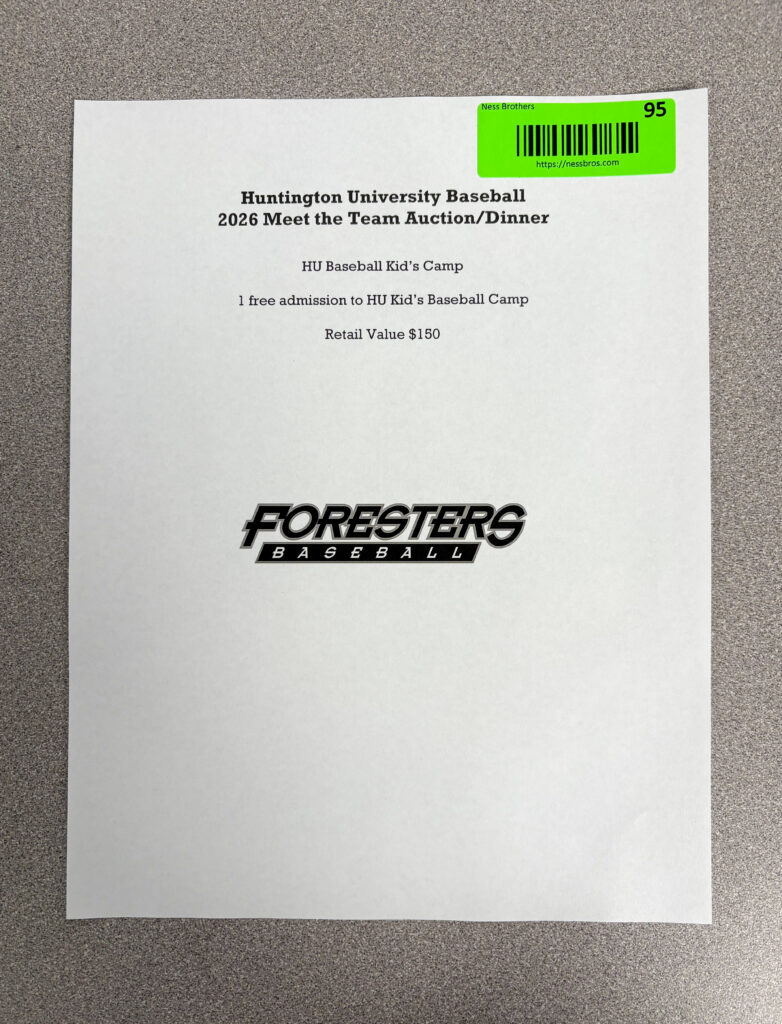 Ness Brothers
95
https://nessbros.com
Huntington University Baseball
2026 Meet the Team Auction/Dinner
HU Baseball Kid's Camp
1 free admission to HU Kid's Baseball Camp
Retail Value $150
FORESTERS
BASEBALL